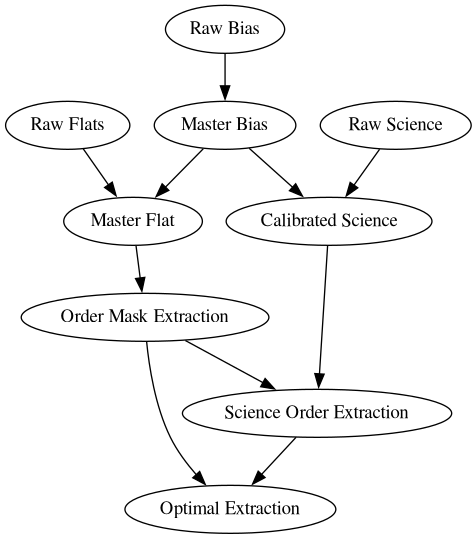 Raw Bias
Raw Flats
Master Bias
Raw Science
Master Flat
Calibrated Science
Order Mask Extraction
Science Order Extraction
Optimal Extraction